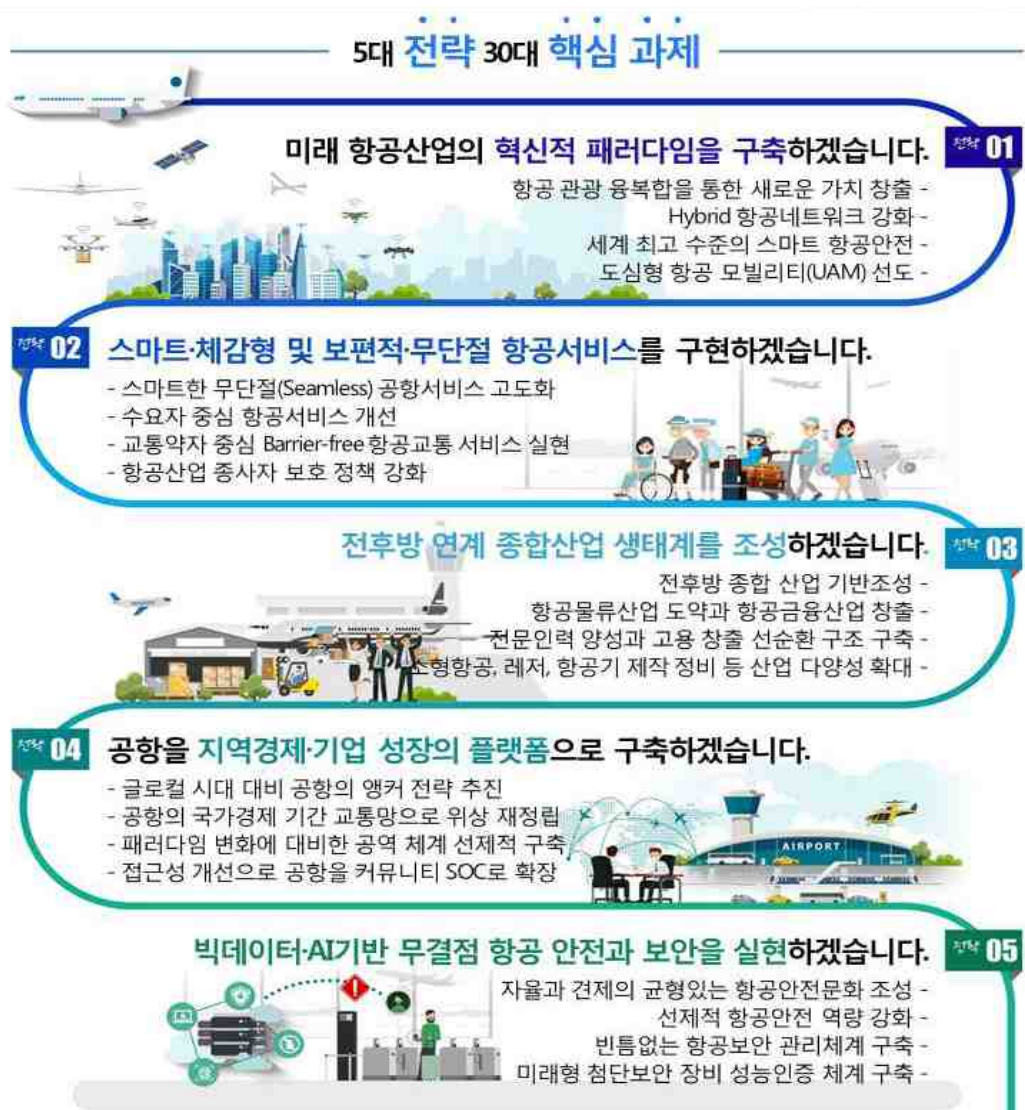 5대 전략 30대 핵심 과제
전략 01
미래 항공산업의 혁신적 패러다임을 구축하겠습니다.
항공 관광 융복합을 통한 새로운 가치 창출 -
Hybrid 항공네트워크 강화 -
세계 최고 수준의 스마트 항공안전 -
도심형 항공 모빌리티(UAM) 선도 -
전략 02
스마트·체감형 및 보편적·무단절 항공서비스를 구현하겠습니다.
- 스마트한 무단절(Seamless) 공항서비스 고도화
- 수요자 중심 항공서비스 개선
- 교통약자 중심 Barrier-free 항공교통 서비스 실현
- 항공산업 종사자 보호 정책 강화
전략 03
전후방 연계 종합산업 생태계를 조성하겠습니다.
전후방 종합 산업 기반조성 -
항공물류산업 도약과 항공금융산업 창출 -
전문인력 양성과 고용 창출 선순환 구조 구축 -
소형항공, 레저, 항공기 제작 정비 등 산업 다양성 확대 -
전략 04
공항을 지역경제·기업 성장의 플랫폼으로 구축하겠습니다.
- 글로컬 시대 대비 공항의 앵커 전략 추진
- 공항의 국가경제 기간 교통망으로 위상 재정립
- 패러다임 변화에 대비한 공역 체계 선제적 구축
- 접근성 개선으로 공항을 커뮤니티 SOC로 확장
AIRPORT
전략 05
빅데이터·AI기반 무결점 항공 안전과 보안을 실현하겠습니다.
자율과 견제의 균형있는 항공안전문화 조성 -
선제적 항공안전 역량 강화 -
빈틈없는 항공보안 관리체계 구축 -
미래형 첨단보안 장비 성능인증 체계 구축 -